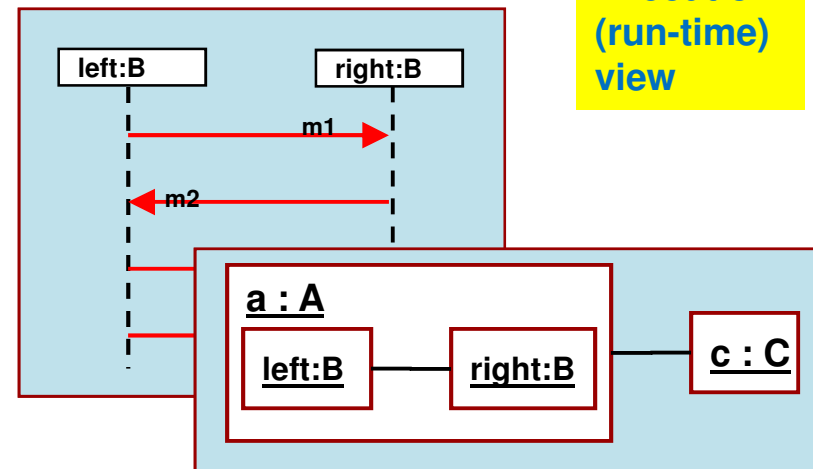 (run-time)
view
left:B
right:B
m1
m2
a : A
left:B
right:B
c : C